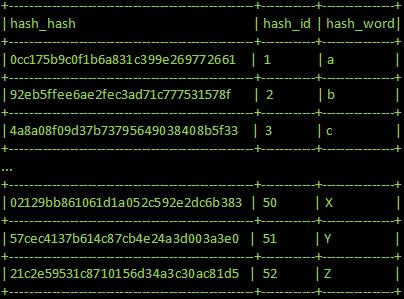 hash_hash | hash_id | hash_word
0cc175b9c0f1b6a831c399e269772661 | 1 | a
92eb5ffee6ae2fec3ad71c777531578f | 2 | b
4a8a08f09d37b73795649038408b5f33 | 3 | c
...
02129bb861061d1a052c592e2dc6b383 | 50 | X
57cec4137b614c87cb4e24a3d003a3e0 | 51 | Y
21c2e59531c8710156d34a3c30ac81d5 | 52 | Z